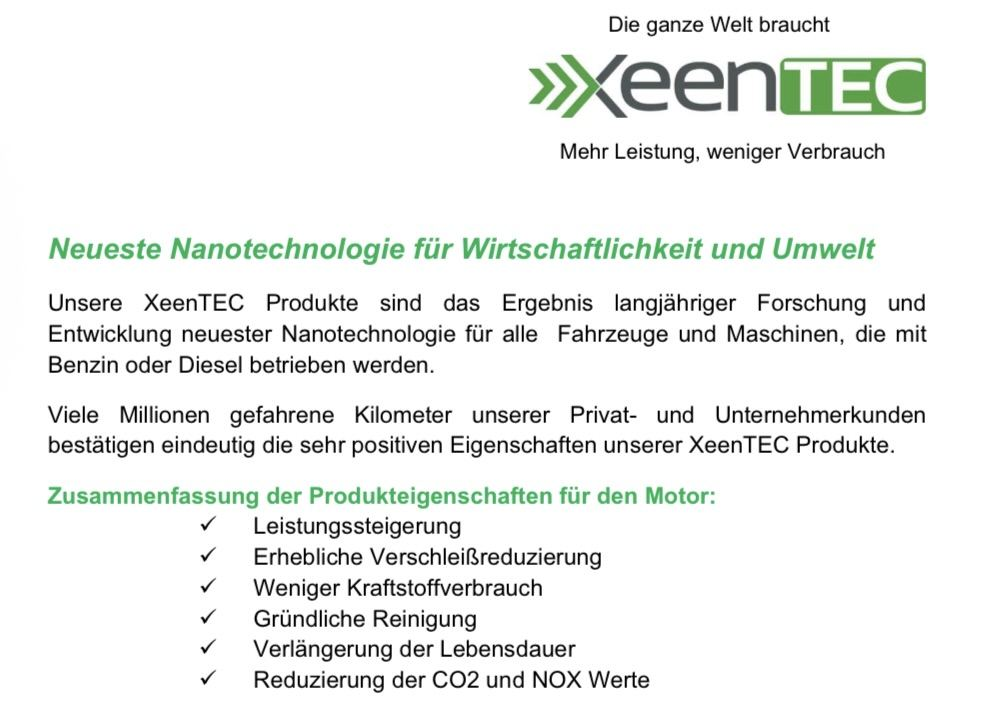 Die ganze Welt braucht
XeenTEC
Mehr Leistung, weniger Verbrauch
Neueste Nanotechnologie für Wirtschaftlichkeit und Umwelt
Unsere XeenTEC Produkte sind das Ergebnis langjähriger Forschung und
Entwicklung neuester Nanotechnologie für alle Fahrzeuge und Maschinen, die mit
Benzin oder Diesel betrieben werden.
Viele Millionen gefahrene Kilometer unserer Privat- und Unternehmerkunden
bestätigen eindeutig die sehr positiven Eigenschaften unserer XeenTEC Produkte.
Zusammenfassung der Produkteigenschaften für den Motor:
✓ Leistungssteigerung
✓ Erhebliche Verschleißreduzierung
✓ Weniger Kraftstoffverbrauch
✓ Gründliche Reinigung
✓ Verlängerung der Lebensdauer
✓ Reduzierung der CO2 und NOX Werte